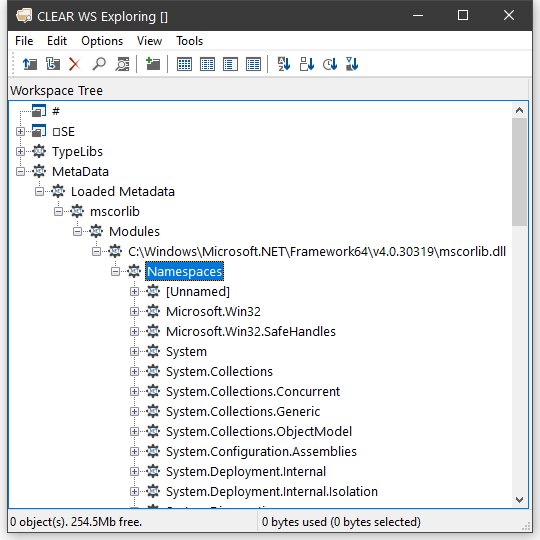 CLEAR WS Exploring []
File Edit Options View Tools
Workspace Tree
#
⎕SE
TypeLibs
MetaData
Loaded Metadata
mscorlib
Modules
C:\Windows\Microsoft.NET\Framework64\v4.0.30319\mscorlib.dll
Namespaces
[Unnamed]
Microsoft.Win32
Microsoft.Win32.SafeHandles
System
System.Collections
System.Collections.Concurrent
System.Collections.Generic
System.Collections.ObjectModel
System.Configuration.Assemblies
System.Deployment.Internal
System.Deployment.Internal.Isolation
0 object(s). 254.5Mb free. 0 bytes used (0 bytes selected)